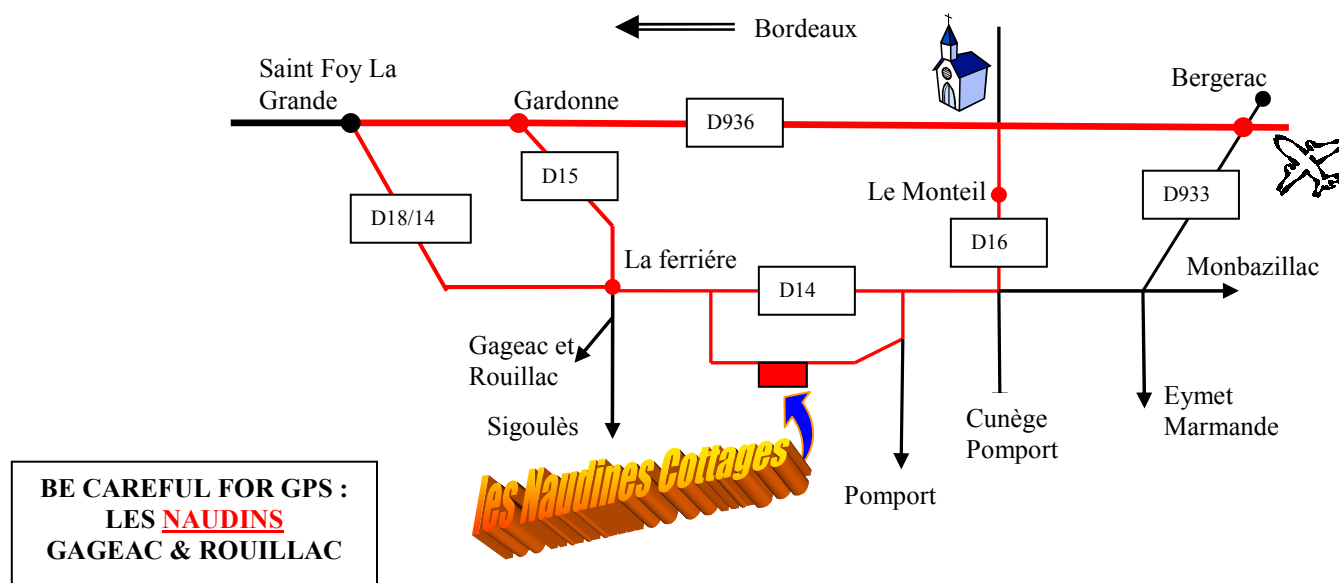 Bordeaux
Saint Foy La
Grande
Gardonne
Bergerac
D936
D15
Le Monteil
D933
D18/14
D16
La ferriére
Monbazillac
D14
Gageac et
Rouillac
Sigoulès
Cunège
Pomport
Eymet
Marmande
les Naudines Cottages
Pomport
BE CAREFUL FOR GPS :
LES NAUDINS
GAGEAC & ROUILLAC